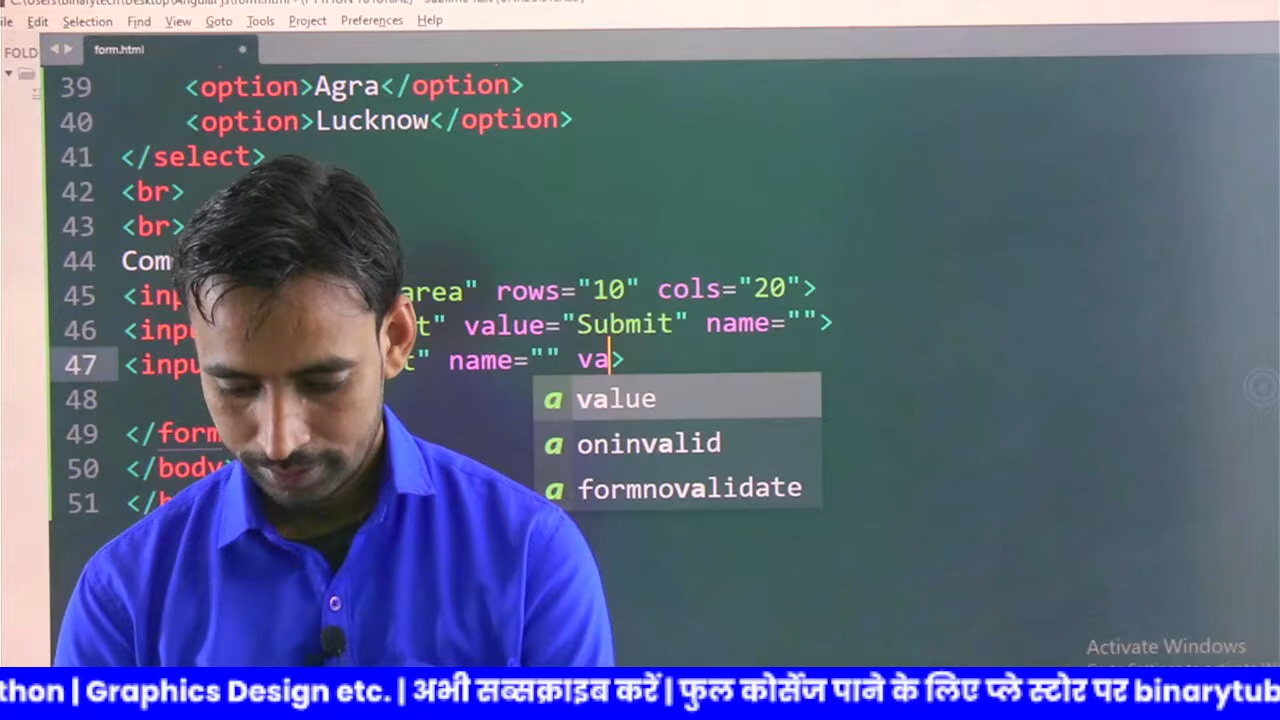 Edit Selection Find View Goto Tools Project Preferences Help
FOLD
form.html
39 <option>Agra</option>
40 <option>Lucknow</option>
41 </select>
42 <br>
43 <br>
44 Com
45 <inp area" rows="10" cols="20">
46 <inpu t" value="Submit" name="">
47 <inpu t" name="" va>
a value
48
a oninvalid
49 </form
a formnovalidate
50 </body
51 </h
Activate Windows
thon | Graphics Design etc. | अभी सब्सक्राइब करें | फुल कोर्सेज पाने के लिए प्ले स्टोर पर binarytub